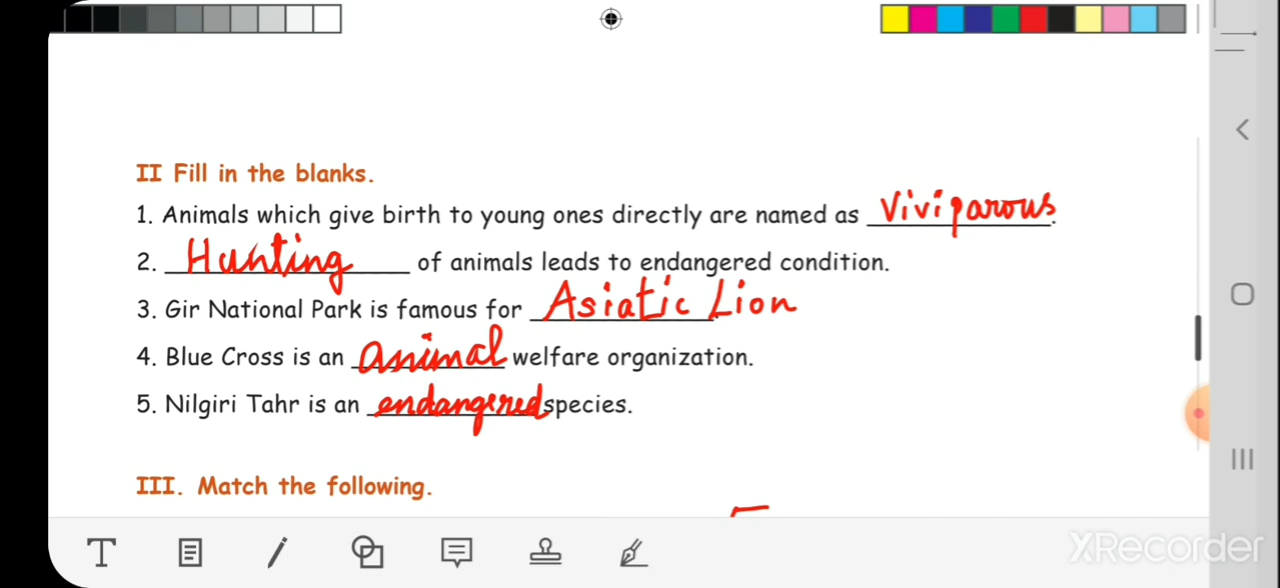 II Fill in the blanks.
1. Animals which give birth to young ones directly are named as Viviparous.
2. Hunting of animals leads to endangered condition.
3. Gir National Park is famous for Asiatic Lion
4. Blue Cross is an animal welfare organization.
5. Nilgiri Tahr is an endangered species.
III. Match the following.
T
XRecorder